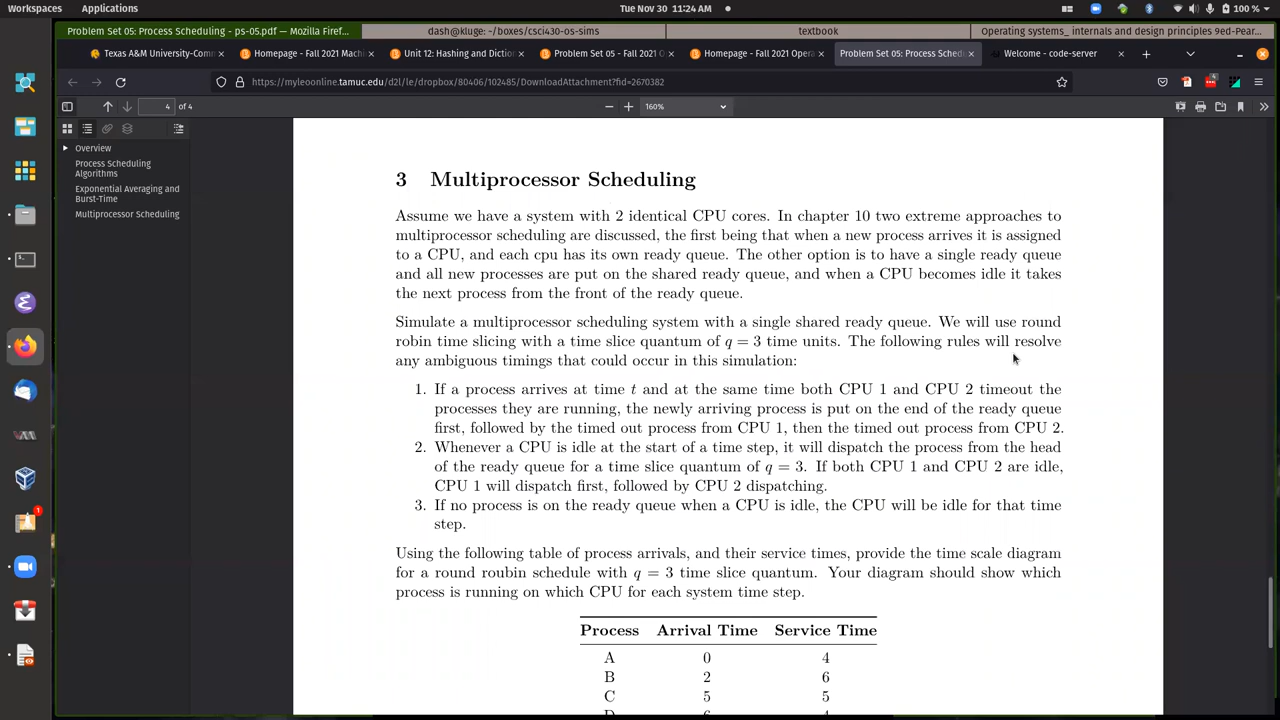 Workspaces Applications Tue Nov 30 11:24 AM 100 %
Problem Set 05: Process Scheduling - ps-05.pdf — Mozilla Firef... dash@kluge: ~/boxes/csci430-os-sims textbook Operating systems_ internals and design principles 9ed-Pear...
Texas A&M University-Com Homepage - Fall 2021 Machi Unit 12: Hashing and Dictio Problem Set 05 - Fall 2021 O Homepage - Fall 2021 Opera Problem Set 05: Process Sched Welcome - code-server
https://myleoonline.tamuc.edu/d2l/le/dropbox/80406/102485/DownloadAttachment?fid=2670382
4 of 4 160%
Overview
Process Scheduling
Algorithms
Exponential Averaging and
Burst-Time
Multiprocessor Scheduling
3 Multiprocessor Scheduling
Assume we have a system with 2 identical CPU cores. In chapter 10 two extreme approaches to
multiprocessor scheduling are discussed, the first being that when a new process arrives it is assigned
to a CPU, and each cpu has its own ready queue. The other option is to have a single ready queue
and all new processes are put on the shared ready queue, and when a CPU becomes idle it takes
the next process from the front of the ready queue.
Simulate a multiprocessor scheduling system with a single shared ready queue. We will use round
robin time slicing with a time slice quantum of q = 3 time units. The following rules will resolve
any ambiguous timings that could occur in this simulation:
1. If a process arrives at time t and at the same time both CPU 1 and CPU 2 timeout the
processes they are running, the newly arriving process is put on the end of the ready queue
first, followed by the timed out process from CPU 1, then the timed out process from CPU 2.
2. Whenever a CPU is idle at the start of a time step, it will dispatch the process from the head
of the ready queue for a time slice quantum of q = 3. If both CPU 1 and CPU 2 are idle,
CPU 1 will dispatch first, followed by CPU 2 dispatching.
3. If no process is on the ready queue when a CPU is idle, the CPU will be idle for that time
step.
Using the following table of process arrivals, and their service times, provide the time scale diagram
for a round roubin schedule with q = 3 time slice quantum. Your diagram should show which
process is running on which CPU for each system time step.
Process Arrival Time Service Time
A 0 4
B 2 6
C 5 5
D 6 4